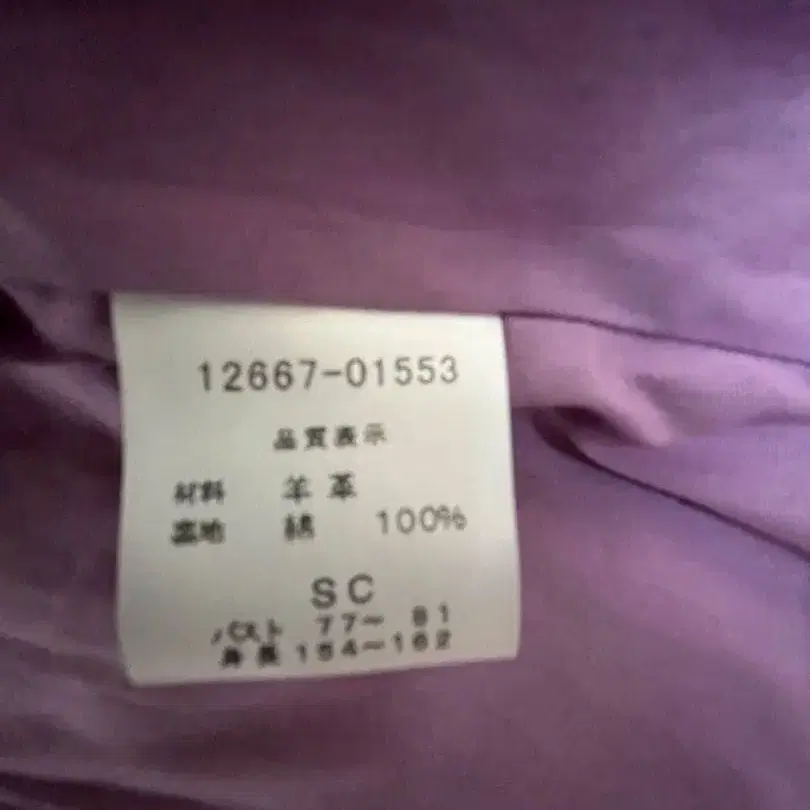 12667-01553
品質表示
材料 羊革
裏地 綿 100%
SC
バスト 77〜 81
身長 154〜162